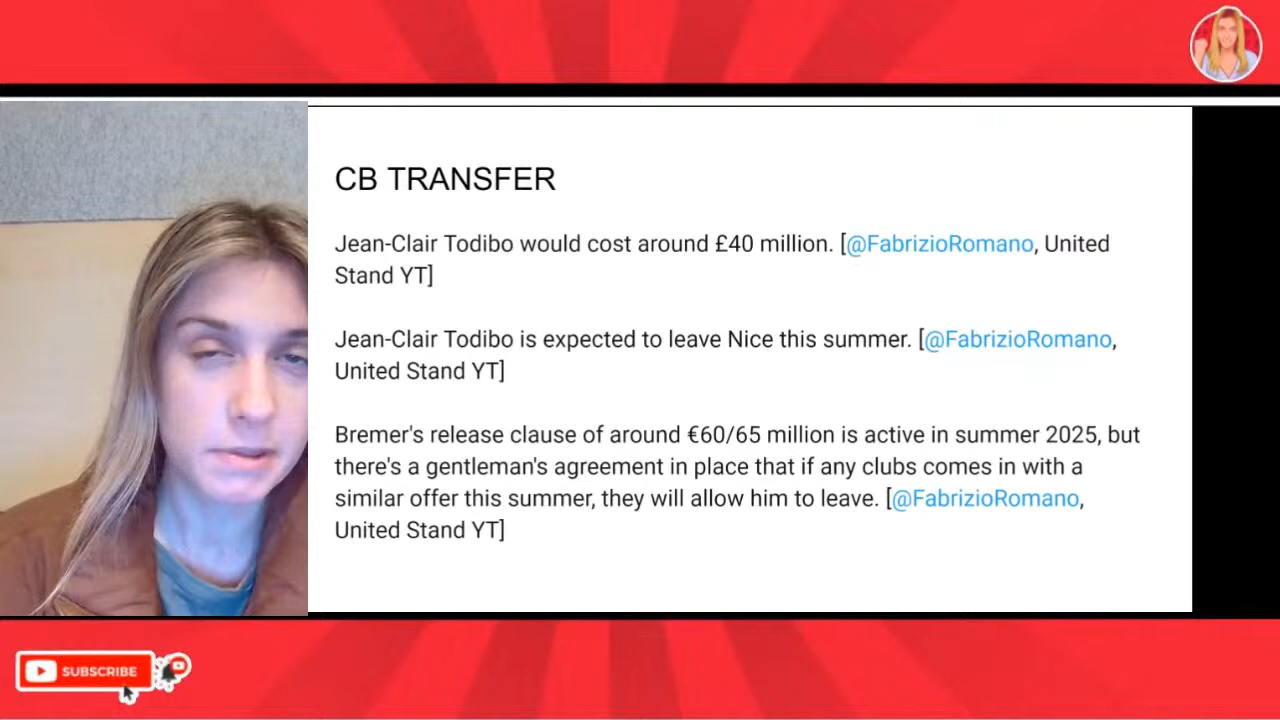 CB TRANSFER
Jean-Clair Todibo would cost around £40 million. [@FabrizioRomano, United
Stand YT]
Jean-Clair Todibo is expected to leave Nice this summer. [@FabrizioRomano,
United Stand YT]
Bremer's release clause of around €60/65 million is active in summer 2025, but
there's a gentleman's agreement in place that if any clubs comes in with a
similar offer this summer, they will allow him to leave. [@FabrizioRomano,
United Stand YT]
SUBSCRIBE